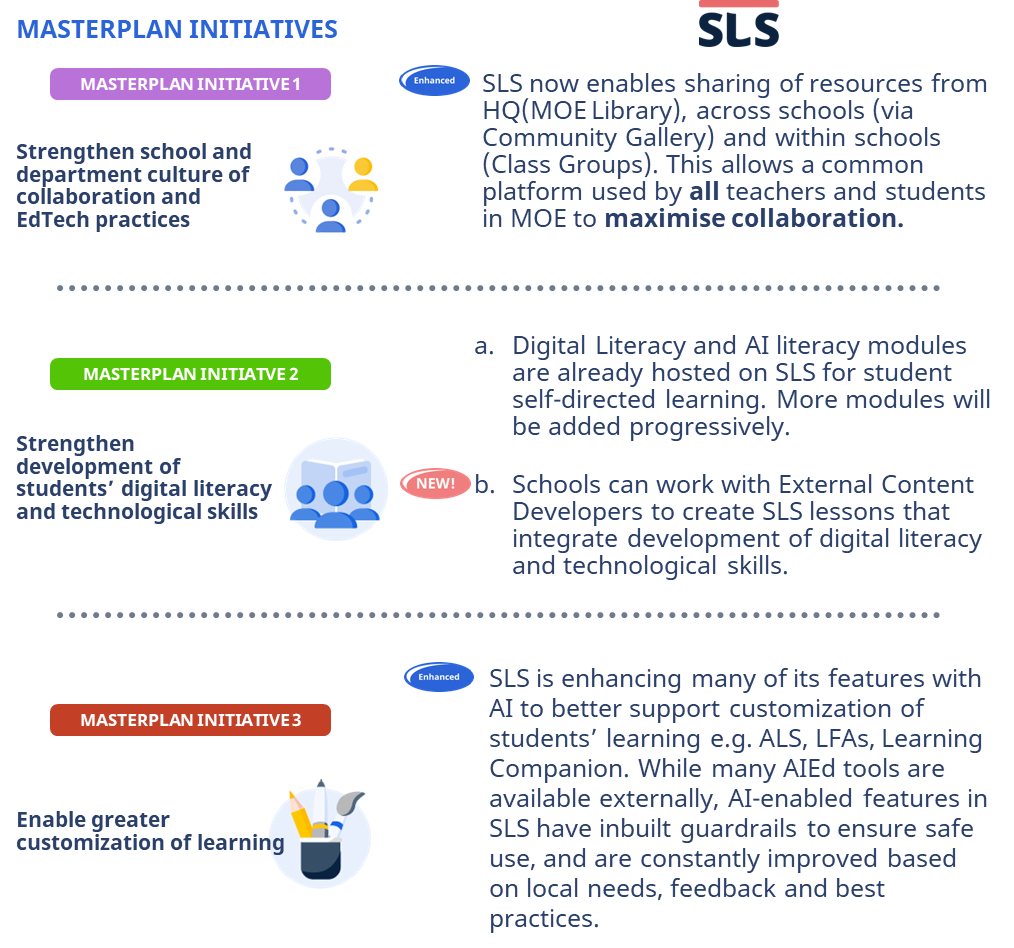 MASTERPLAN INITIATIVES
SLS
MASTERPLAN INITIATIVE 1
Strengthen school and
department culture of
collaboration and
EdTech practices
Enhanced
SLS now enables sharing of resources from
HQ(MOE Library), across schools (via
Community Gallery) and within schools
(Class Groups). This allows a common
platform used by all teachers and students
in MOE to maximise collaboration.
MASTERPLAN INITIATVE 2
Strengthen
development of
students’ digital literacy
and technological skills
a. Digital Literacy and AI literacy modules
are already hosted on SLS for student
self-directed learning. More modules will
be added progressively.
NEW!
b. Schools can work with External Content
Developers to create SLS lessons that
integrate development of digital literacy
and technological skills.
MASTERPLAN INITIATIVE 3
Enable greater
customization of learning
Enhanced
SLS is enhancing many of its features with
AI to better support customization of
students’ learning e.g. ALS, LFAs, Learning
Companion. While many AIEd tools are
available externally, AI-enabled features in
SLS have inbuilt guardrails to ensure safe
use, and are constantly improved based
on local needs, feedback and best
practices.